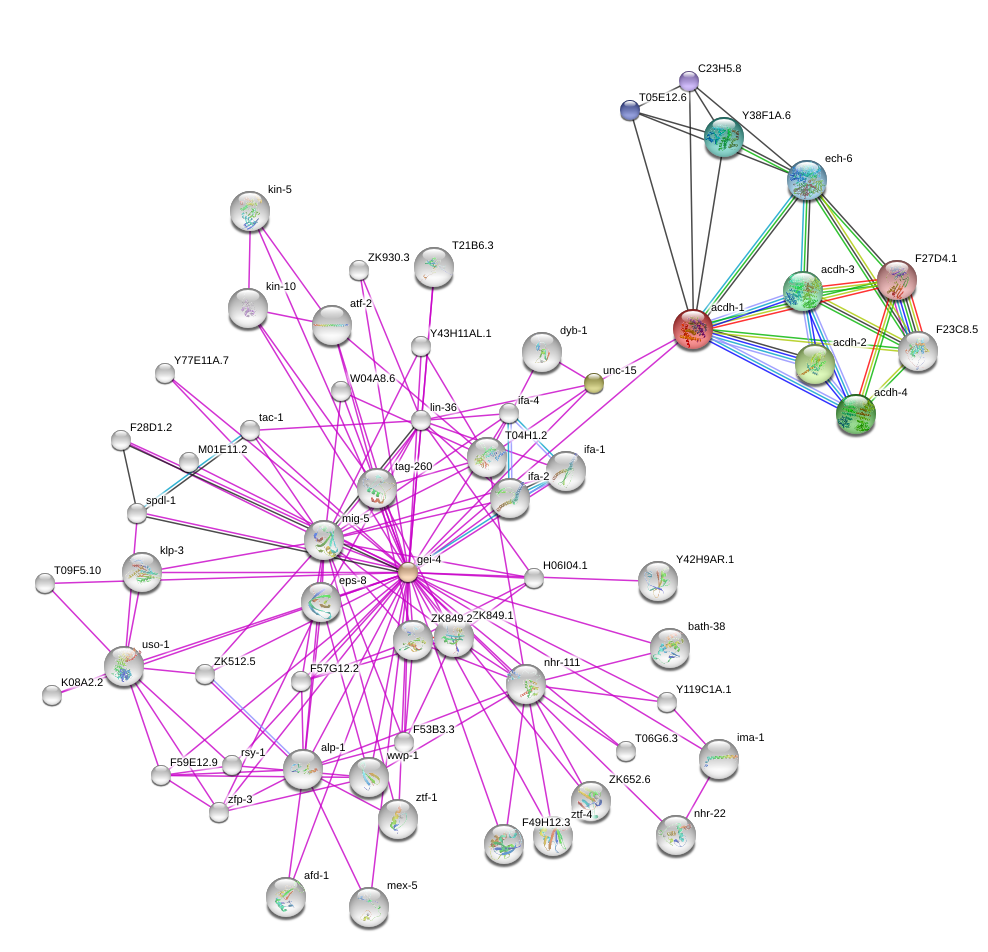 C23H5.8
T05E12.6
Y38F1A.6
ech-6
kin-5
T21B6.3
ZK930.3
F27D4.1
acdh-3
kin-10
atf-2
acdh-1
F23C8.5
Y43H11AL.1
dyb-1
acdh-2
Y77E11A.7
unc-15
W04A8.6
acdh-4
ifa-4
lin-36
tac-1
F28D1.2
T04H1.2
M01E11.2
ifa-1
tag-260
ifa-2
spdl-1
mig-5
klp-3
gei-4
Y42H9AR.1
H06I04.1
T09F5.10
eps-8
ZK849.2
ZK849.1
bath-38
uso-1
ZK512.5
F57G12.2
nhr-111
K08A2.2
Y119C1A.1
F53B3.3
T06G6.3
ima-1
alp-1
rsy-1
wwp-1
F59E12.9
ZK652.6
zfp-3
ztf-1
F49H12.3
ztf-4
nhr-22
afd-1
mex-5